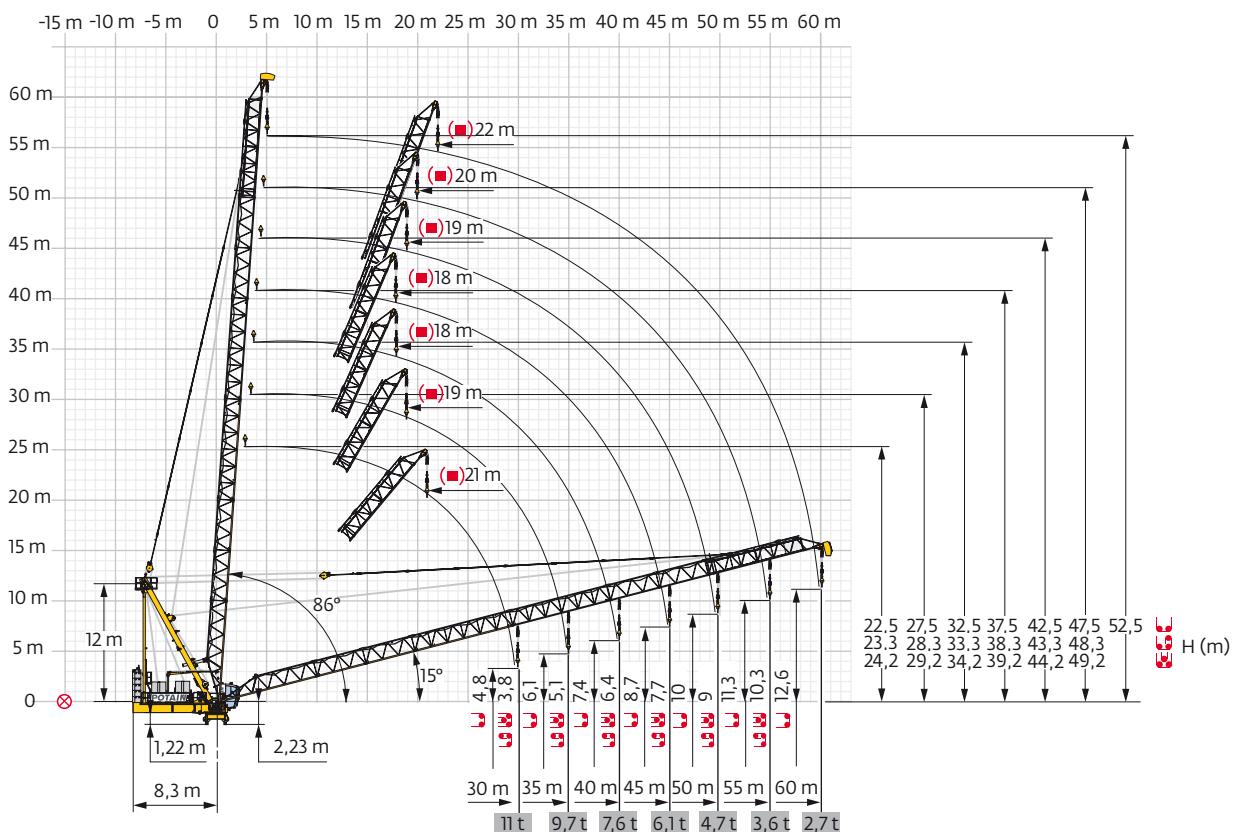 -15 m -10 m -5 m 0 5 m 10 m 15 m 20 m 25 m 30 m 35 m 40 m 45 m 50 m 55 m 60 m
60 m
55 m
50 m
45 m
40 m
35 m
30 m
25 m
20 m
15 m
10 m
5 m
0
22 m
20 m
19 m
18 m
18 m
19 m
21 m
86°
15°
12 m
POTAIN
1,22 m
2,23 m
8,3 m
22,5 27,5 32,5 37,5 42,5 47,5 52,5
23.3 28.3 33.3 38.3 43.3 48.3
24,2 29,2 34,2 39,2 44,2 49,2
H (m)
4,8 3,8 6,1 5,1 7,4 6,4 8,7 7,7 10 9 11,3 10,3 12,6
30 m 35 m 40 m 45 m 50 m 55 m 60 m
11 t 9,7 t 7,6 t 6,1 t 4,7 t 3,6 t 2,7 t